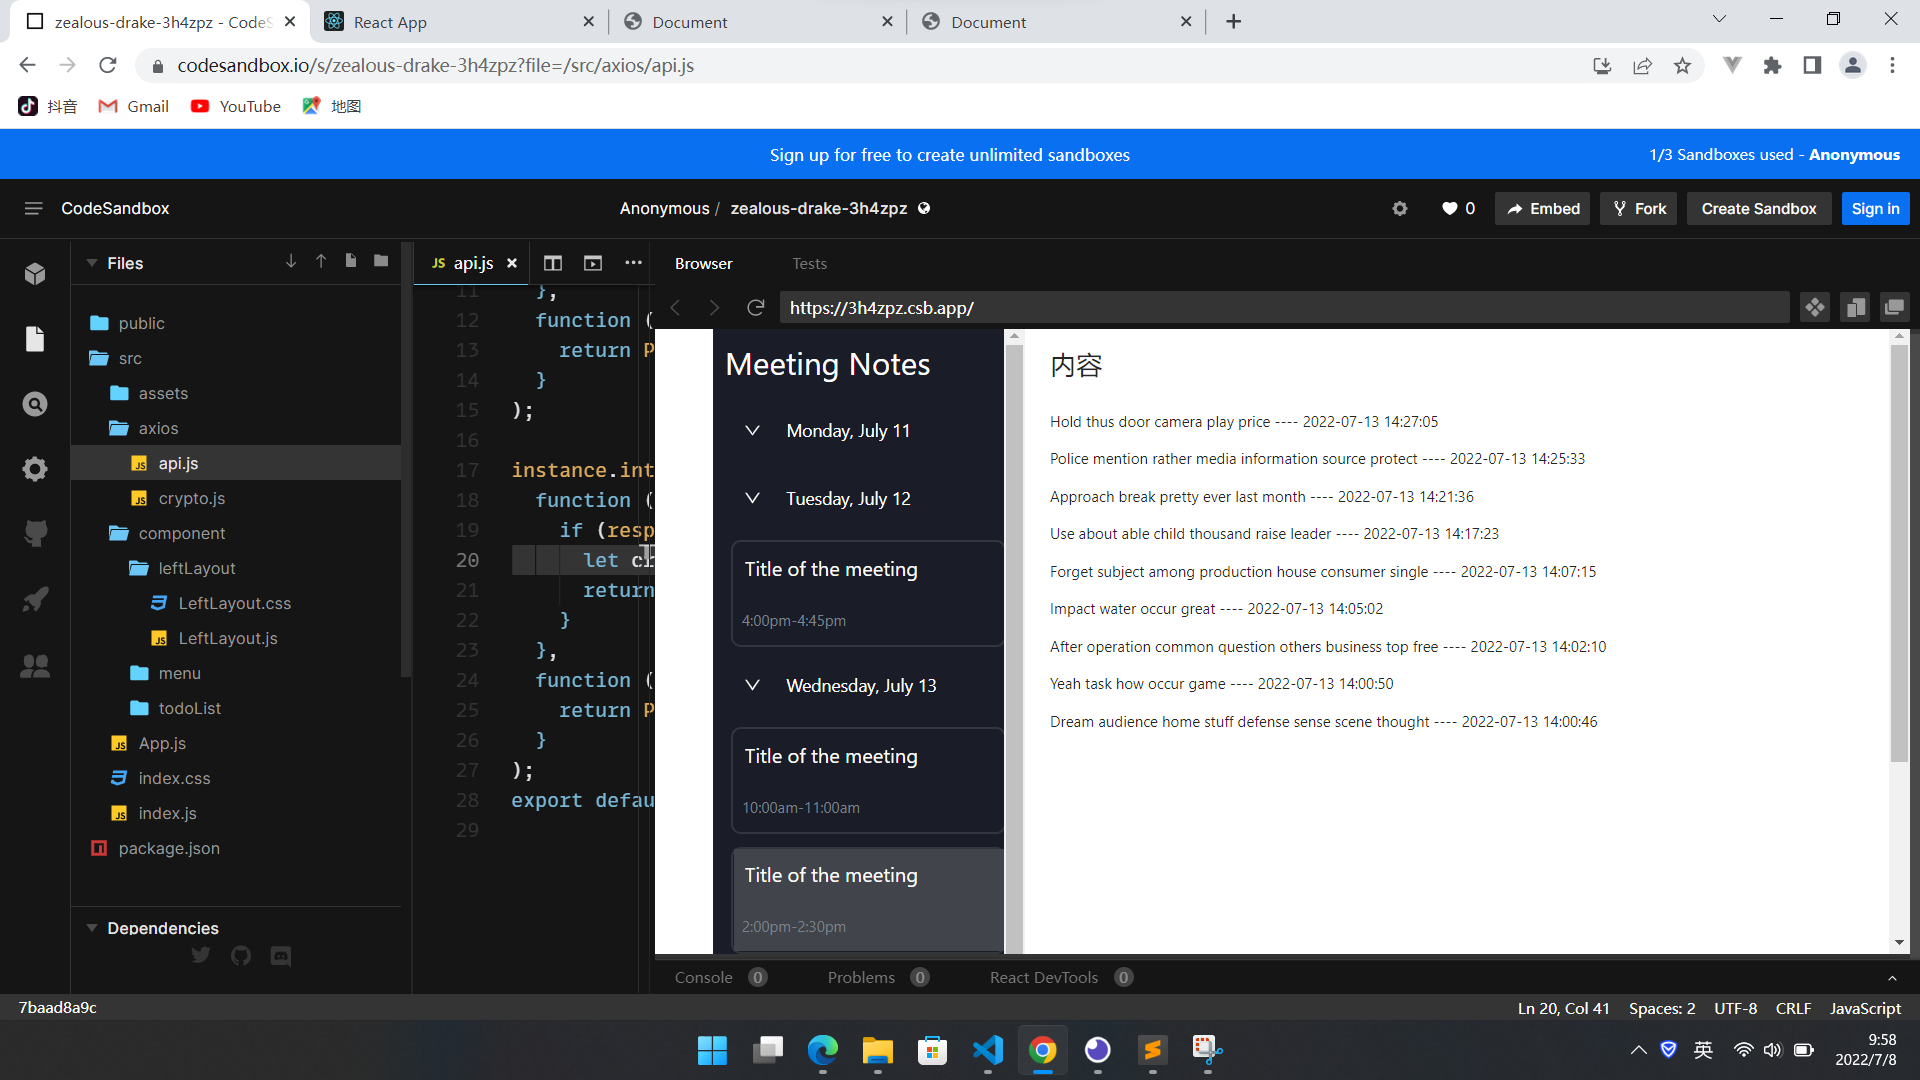 zealous-drake-3h4zpz - CodeS
React App
Document
Document
codesandbox.io/s/zealous-drake-3h4zpz?file=/src/axios/api.js
抖音
Gmail
YouTube
地图
Sign up for free to create unlimited sandboxes
1/3 Sandboxes used - Anonymous
CodeSandbox
Anonymous / zealous-drake-3h4zpz
0
Embed
Fork
Create Sandbox
Sign in
Files
public
src
assets
axios
JS api.js
JS crypto.js
component
leftLayout
LeftLayout.css
JS LeftLayout.js
menu
todoList
JS App.js
index.css
JS index.js
package.json
Dependencies
JS api.js
11 },
12 function (
13 return P
14 }
15 );
16
17 instance.int
18 function (
19 if (resp
20 let cr
21 return
22 }
23 },
24 function (
25 return P
26 }
27 );
28 export defau
29
Browser
Tests
https://3h4zpz.csb.app/
Meeting Notes
Monday, July 11
Tuesday, July 12
Title of the meeting
4:00pm-4:45pm
Wednesday, July 13
Title of the meeting
10:00am-11:00am
Title of the meeting
2:00pm-2:30pm
内容
Hold thus door camera play price ---- 2022-07-13 14:27:05
Police mention rather media information source protect ---- 2022-07-13 14:25:33
Approach break pretty ever last month ---- 2022-07-13 14:21:36
Use about able child thousand raise leader ---- 2022-07-13 14:17:23
Forget subject among production house consumer single ---- 2022-07-13 14:07:15
Impact water occur great ---- 2022-07-13 14:05:02
After operation common question others business top free ---- 2022-07-13 14:02:10
Yeah task how occur game ---- 2022-07-13 14:00:50
Dream audience home stuff defense sense scene thought ---- 2022-07-13 14:00:46
Console 0
Problems 0
React DevTools 0
7baad8a9c
Ln 20, Col 41
Spaces: 2
UTF-8
CRLF
JavaScript
英
9:58
2022/7/8